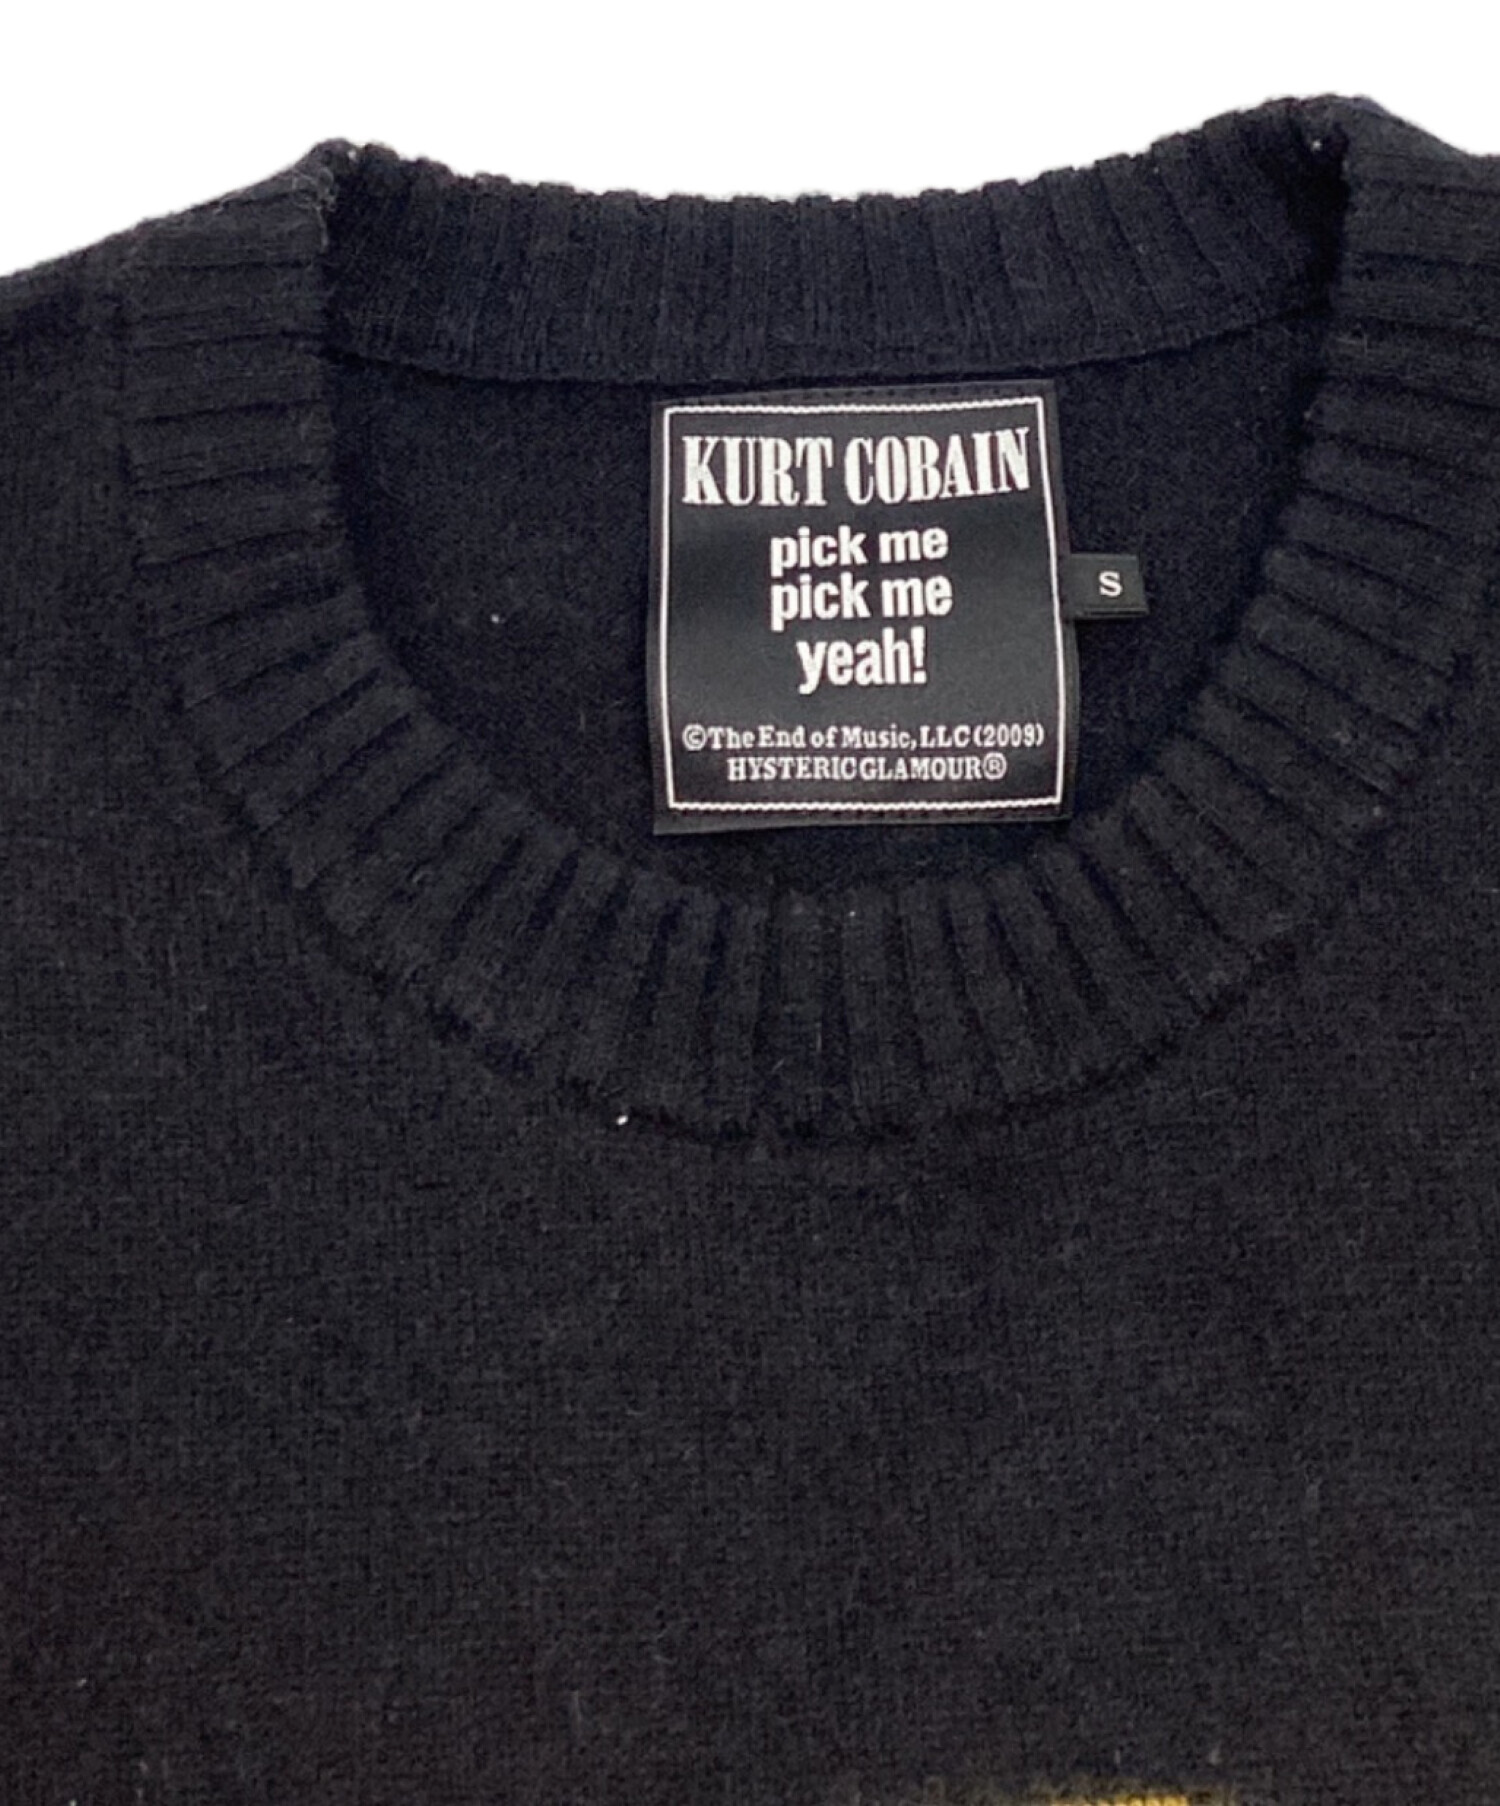 KURT COBAIN
pick me
pick me
yeah!
S
©The End of Music, LLC (2009)
HYSTERIC GLAMOUR®